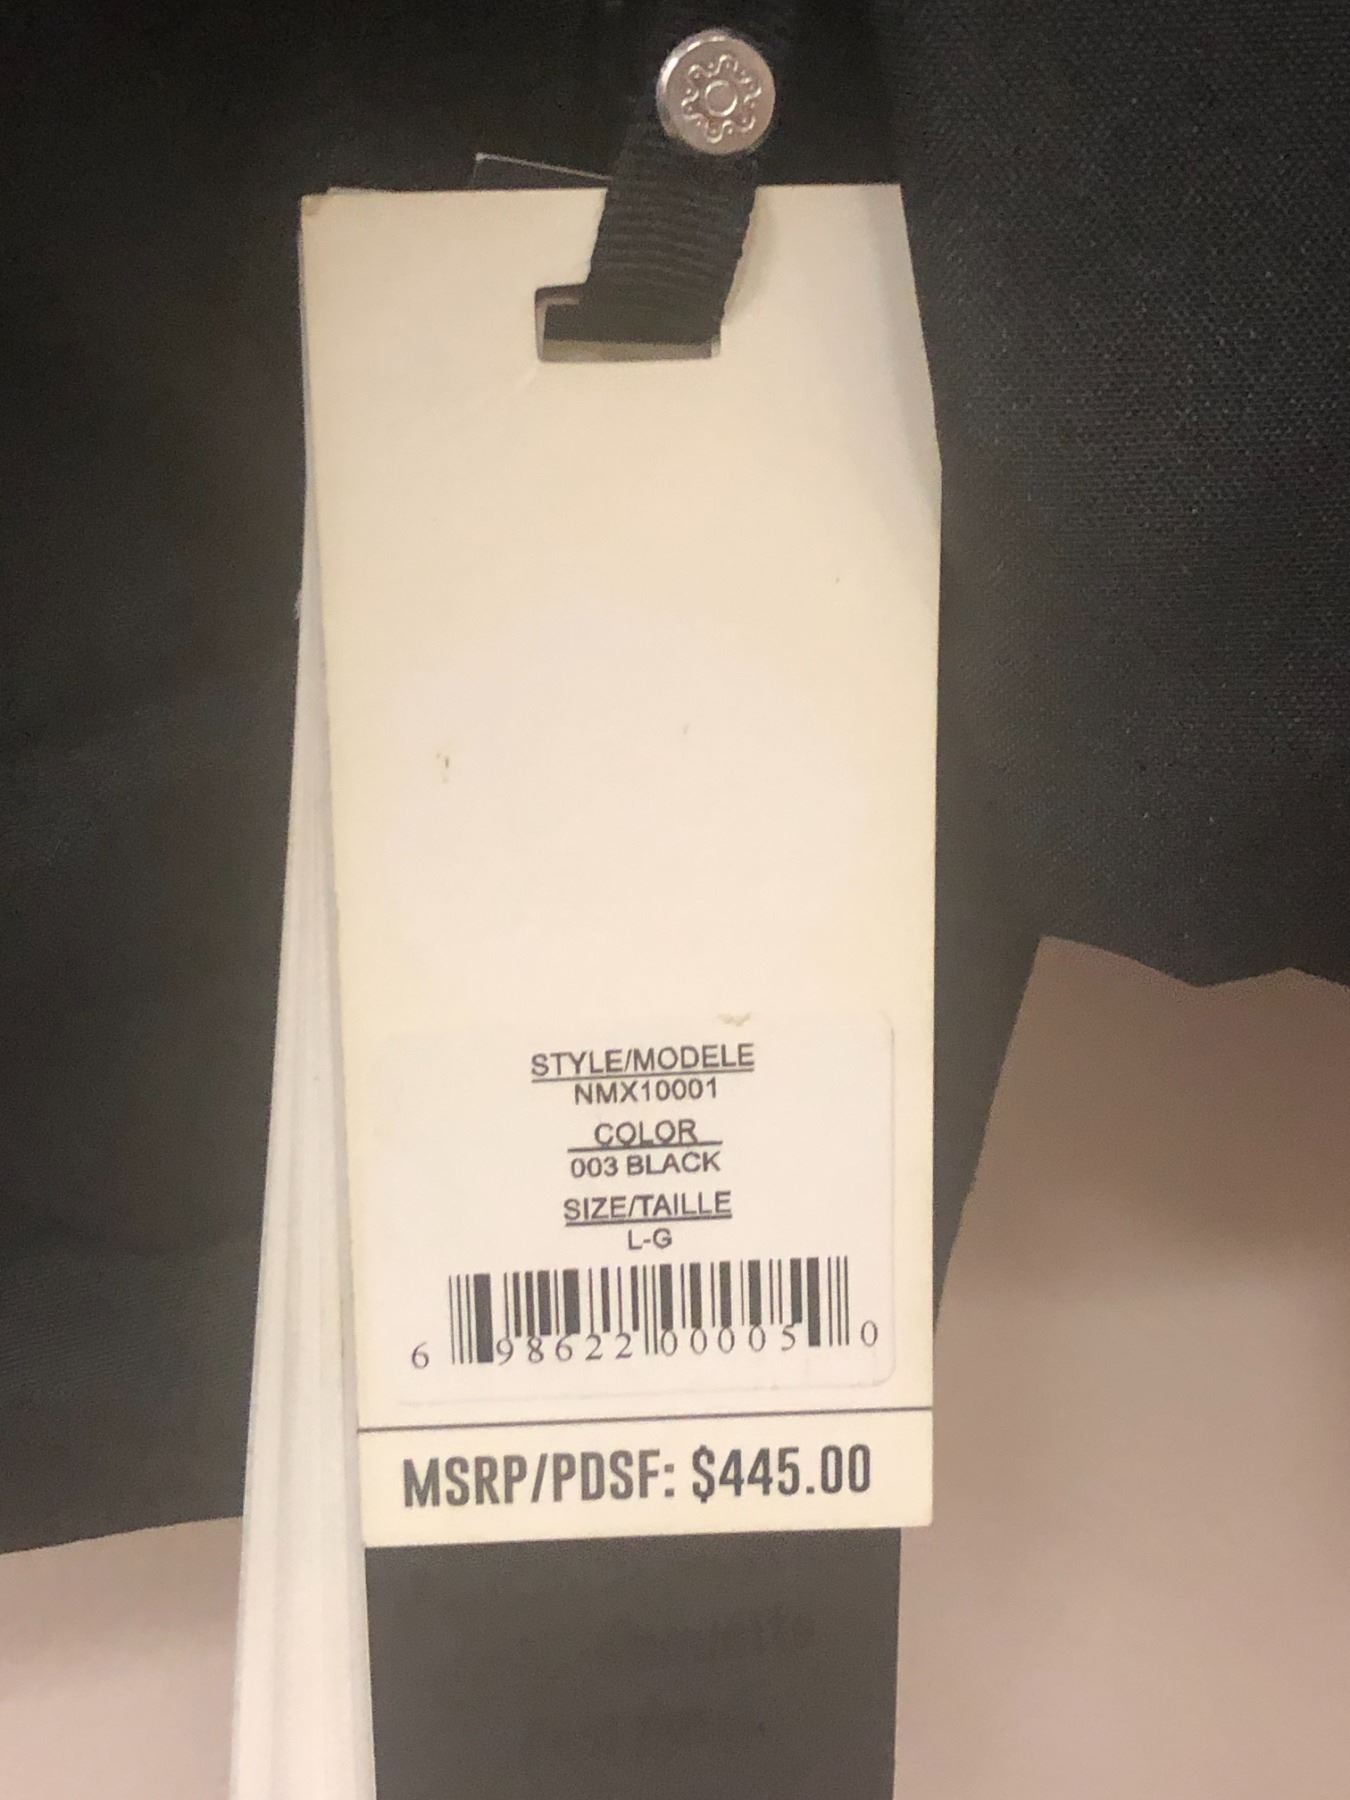 STYLE/MODELE
NMX10001
COLOR
003 BLACK
SIZE/TAILLE
L-G
6 98622 00005 0
MSRP/PDSF: $445.00